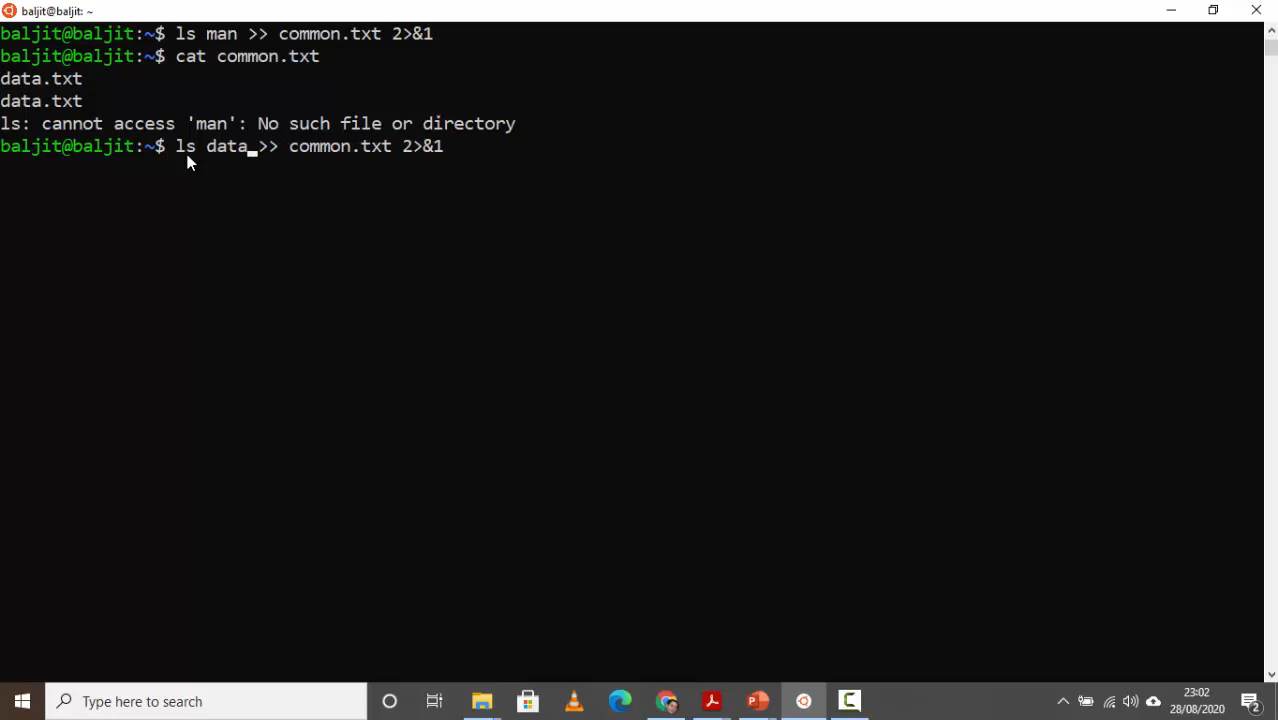 baljit@baljit: ~
baljit@baljit:~$ ls man >> common.txt 2>&1
baljit@baljit:~$ cat common.txt
data.txt
data.txt
ls: cannot access 'man': No such file or directory
baljit@baljit:~$ ls data >> common.txt 2>&1
Type here to search
23:02
28/08/2020
2